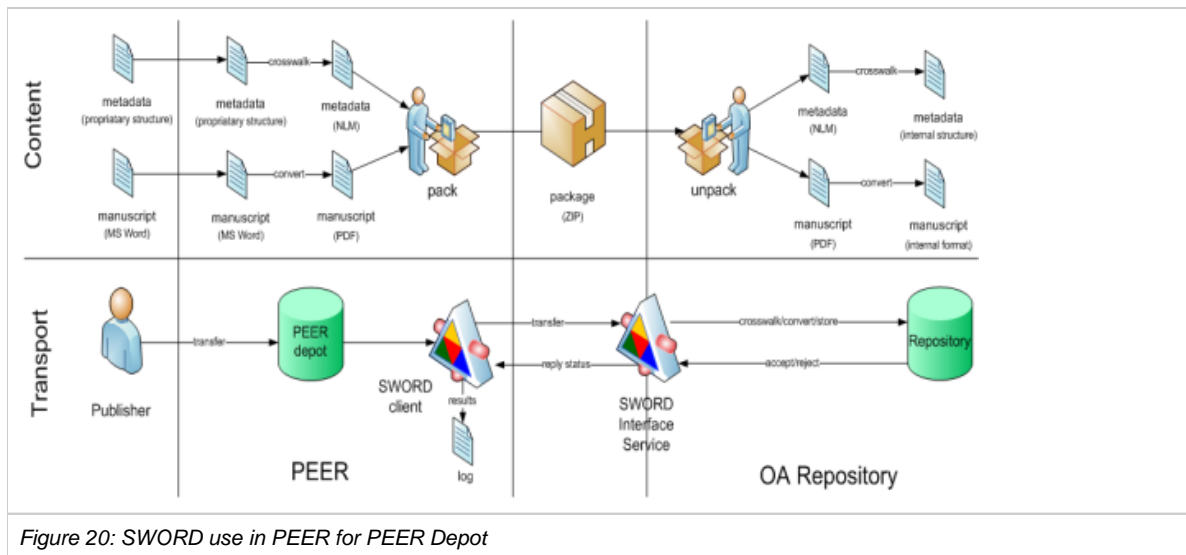 Content
metadata
(propriatary structure)
metadata
(propriatary structure)
crosswalk
metadata
(NLM)
manuscript
(MS Word)
manuscript
(MS Word)
convert
manuscript
(PDF)
pack
package
(ZIP)
unpack
metadata
(NLM)
crosswalk
metadata
(internal structure)
manuscript
(PDF)
convert
manuscript
(internal format)
Transport
Publisher
transfer
PEER
depot
SWORD
client
results
log
transfer
reply status
SWORD
Interface
Service
crosswalk/convert/store
accept/reject
Repository
PEER
OA Repository
Figure 20: SWORD use in PEER for PEER Depot